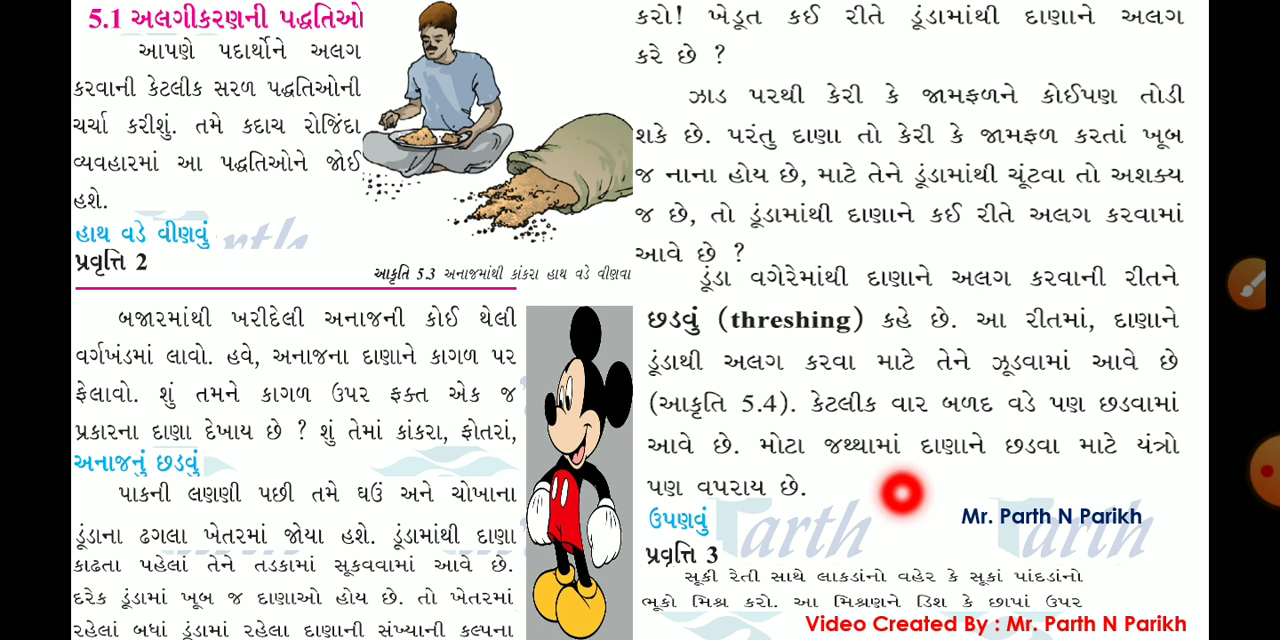 5.1 અલગીકરણની પદ્ધતિઓ
આપણે પદાર્થોને અલગ
કરવાની કેટલીક સરળ પદ્ધતિઓની
ચર્ચા કરીશું. તમે કદાચ રોજિંદા
વ્યવહારમાં આ પદ્ધતિઓને જોઈ
હશે.
હાથ વડે વીણવું
પ્રવૃત્તિ 2
આકૃતિ 5.3 અનાજમાંથી કાંકરા હાથ વડે વીણવા
બજારમાંથી ખરીદેલી અનાજની કોઈ થેલી
વર્ગખંડમાં લાવો. હવે, અનાજના દાણાને કાગળ પર
ફેલાવો. શું તમને કાગળ ઉપર ફક્ત એક જ
પ્રકારના દાણા દેખાય છે ? શું તેમાં કાંકરા, ફોતરાં,
અનાજનું છડવું
પાકની લણણી પછી તમે ઘઉં અને ચોખાના
ડૂંડાના ઢગલા ખેતરમાં જોયા હશે. ડૂંડામાંથી દાણા
કાઢતા પહેલાં તેને તડકામાં સૂકવવામાં આવે છે.
દરેક ડૂંડામાં ખૂબ જ દાણાઓ હોય છે. તો ખેતરમાં
રહેલાં બધાં ડૂંડામાં રહેલા દાણાની સંખ્યાની કલ્પના
કરો! ખેડૂત કઈ રીતે ડૂંડામાંથી દાણાને અલગ
કરે છે ?
ઝાડ પરથી કેરી કે જામફળને કોઈપણ તોડી
શકે છે. પરંતુ દાણા તો કેરી કે જામફળ કરતાં ખૂબ
જ નાના હોય છે, માટે તેને ડૂંડામાંથી ચૂંટવા તો અશક્ય
જ છે, તો ડૂંડામાંથી દાણાને કઈ રીતે અલગ કરવામાં
આવે છે ?
ડૂંડા વગેરેમાંથી દાણાને અલગ કરવાની રીતને
છડવું (threshing) કહે છે. આ રીતમાં, દાણાને
ડૂંડાથી અલગ કરવા માટે તેને ઝૂડવામાં આવે છે
(આકૃતિ 5.4). કેટલીક વાર બળદ વડે પણ છડવામાં
આવે છે. મોટા જથ્થામાં દાણાને છડવા માટે યંત્રો
પણ વપરાય છે.
ઉપણવું
Parth
Mr. Parth N Parikh
પ્રવૃત્તિ 3
સૂકી રેતી સાથે લાકડાંનો વહેર કે સૂકાં પાંદડાંનો
ભૂકો મિશ્ર કરો. આ મિશ્રણને ડિશ કે છાપાં ઉપર
Video Created By : Mr. Parth N Parikh